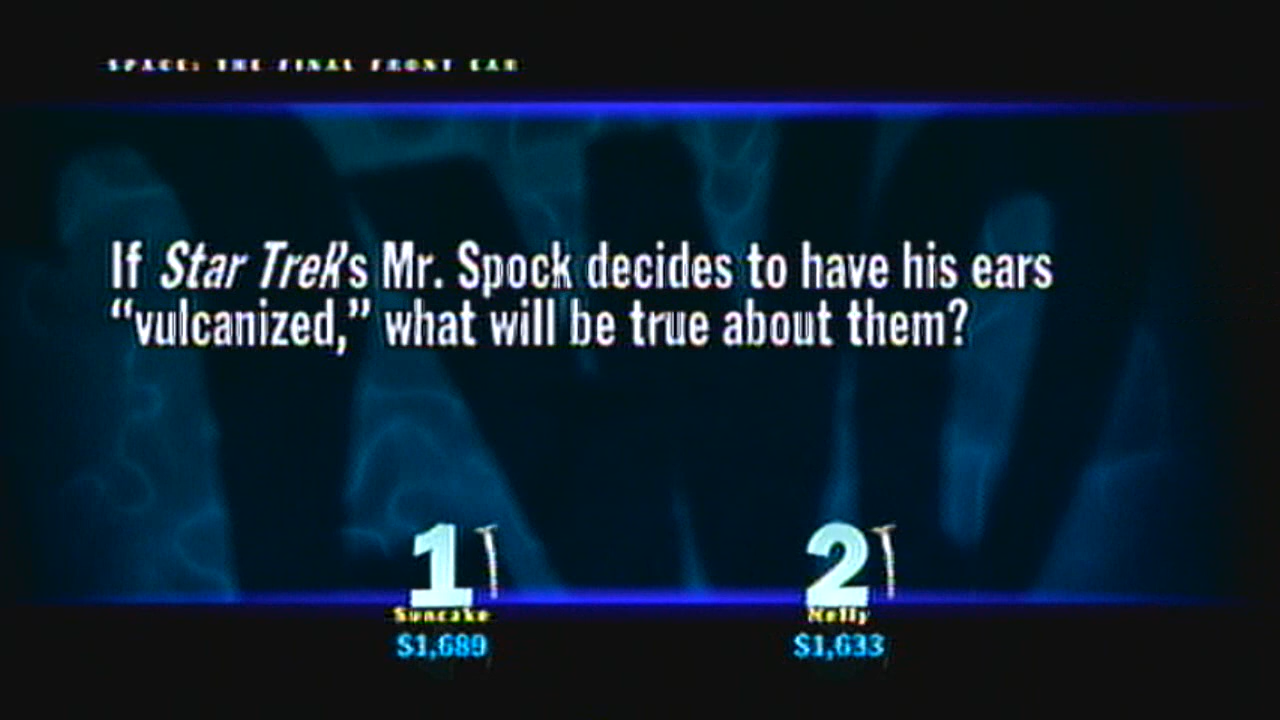 SPACE: THE FINAL FRONT EAR
If Star Trek's Mr. Spock decides to have his ears
“vulcanized,” what will be true about them?
1 2
Suncake Nelly
$1,689 $1,633